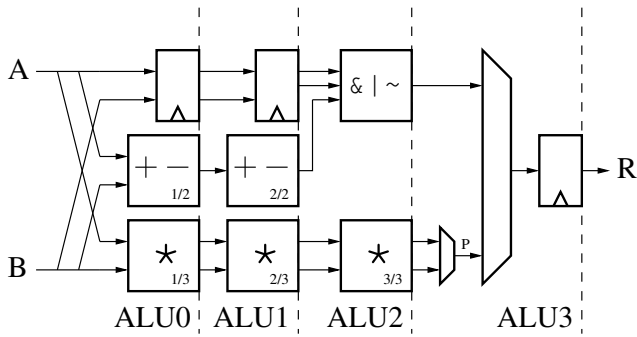 A
& | ~
+ − 1/2
+ − 2/2
R
B
* 1/3
* 2/3
* 3/3
P
ALU0 ALU1 ALU2 ALU3